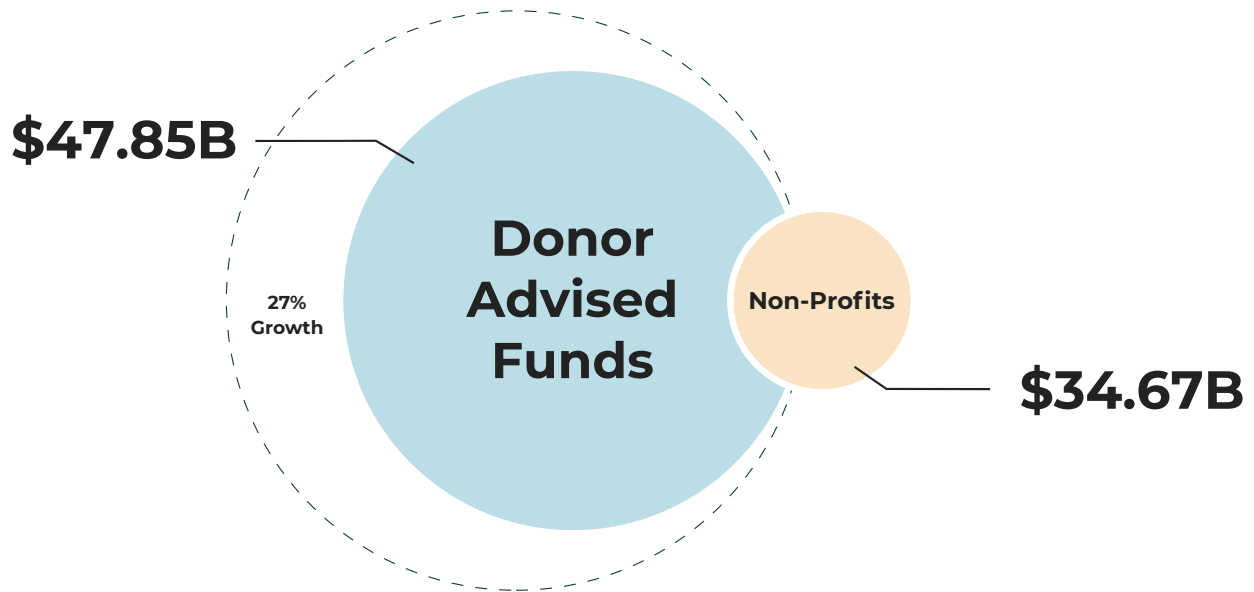 $47.85B
Donor
Advised
Funds
27%
Growth
Non-Profits
$34.67B